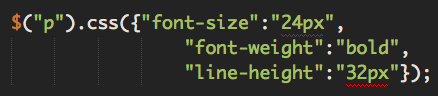 $("p").css({"font-size":"24px",
"font-weight":"bold",
"line-height":"32px"});